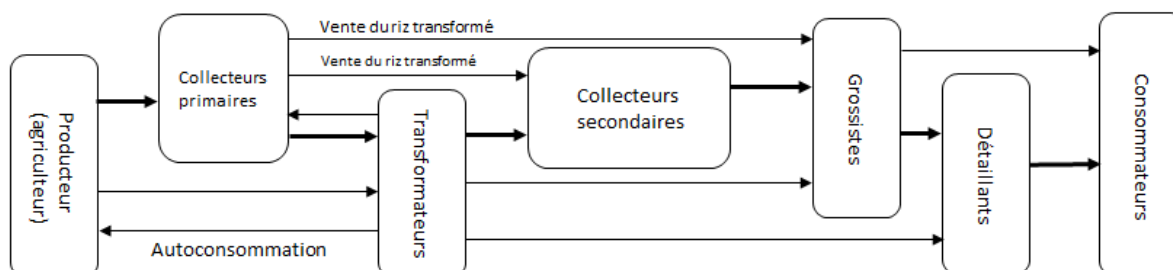 Vente du riz transformé
Vente du riz transformé
Producteur
(agriculteur)
Collecteurs
primaires
Transformateurs
Collecteurs
secondaires
Grossistes
Détaillants
Consommateurs
Autoconsommation